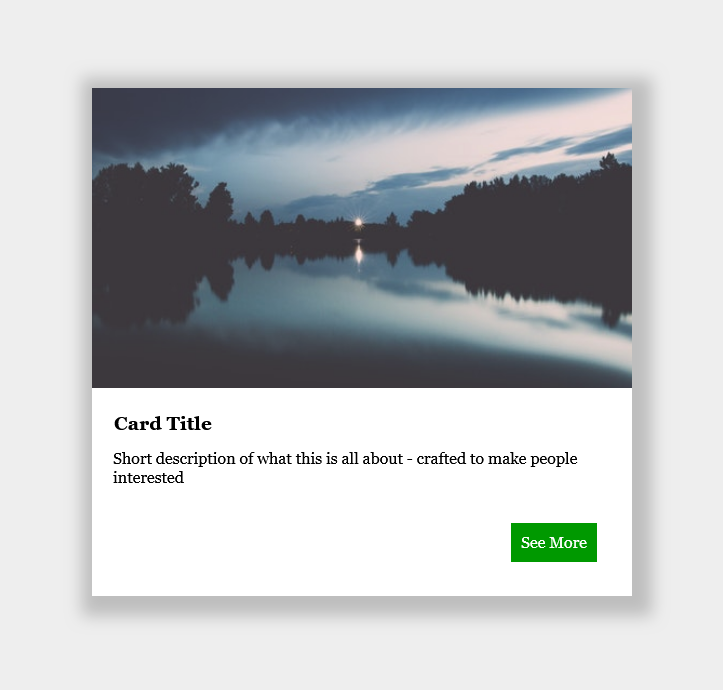 Card Title
Short description of what this is all about - crafted to make people
interested
See More